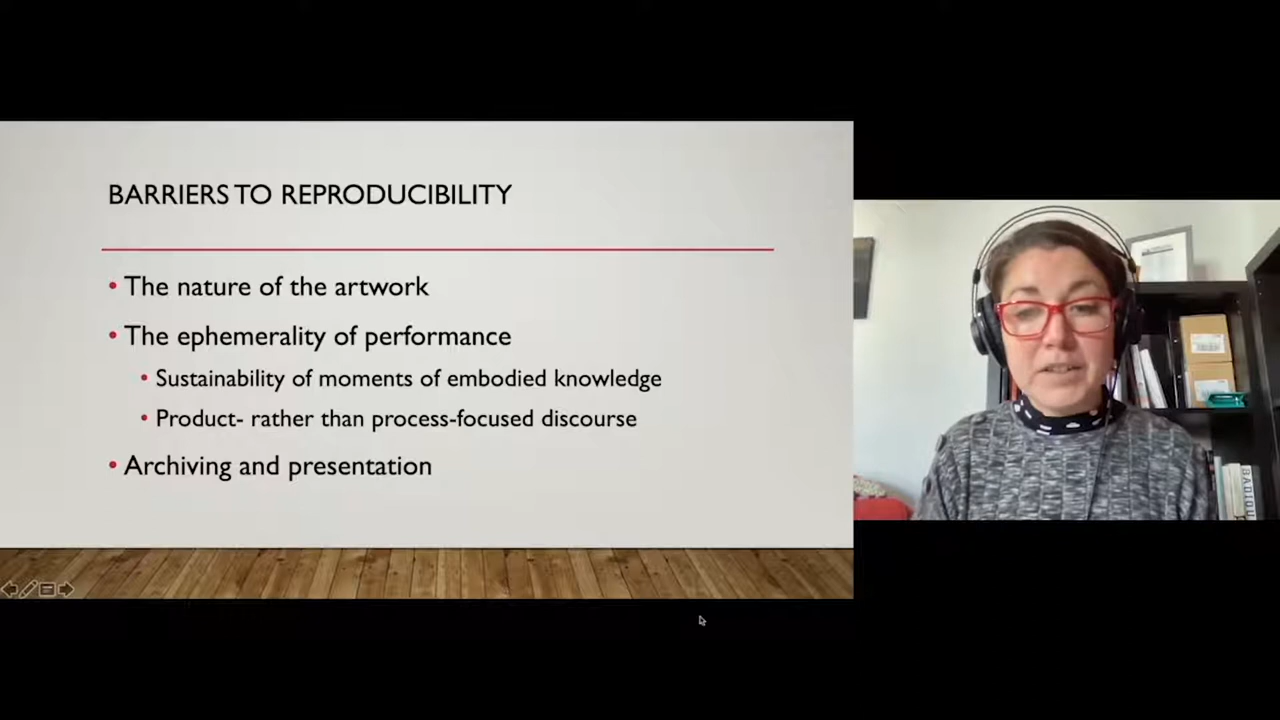 BARRIERS TO REPRODUCIBILITY
• The nature of the artwork
• The ephemerality of performance
• Sustainability of moments of embodied knowledge
• Product- rather than process-focused discourse
• Archiving and presentation
BADIOU